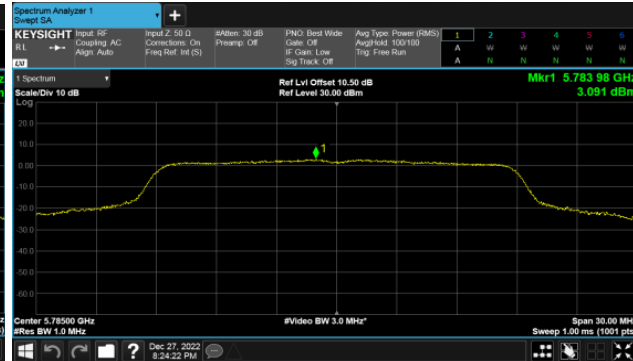 Spectrum Analyzer 1
Swept SA
KEYSIGHT
RL
Input: RF
Coupling: AC
Align: Auto
Input Z: 50 Ω
Corrections: On
Freq Ref: Int (S)
#Atten: 30 dB
Preamp: Off
PNO: Best Wide
Gate: Off
IF Gain: Low
Sig Track: Off
Avg Type: Power (RMS)
Avg|Hold: 100/100
Trig: Free Run
1 2 3 4 5 6
A W W W W W
A N N N N N
LXI
1 Spectrum
Scale/Div 10 dB
Ref Lvl Offset 10.50 dB
Ref Level 30.00 dBm
Mkr1 5.783 98 GHz
3.091 dBm
Log
20.0
10.0
0.00
-10.0
-20.0
-30.0
-40.0
-50.0
-60.0
1
Center 5.78500 GHz
#Res BW 1.0 MHz
#Video BW 3.0 MHz*
Span 30.00 MH
Sweep 1.00 ms (1001 pts
?
Dec 27, 2022
8:24:22 PM